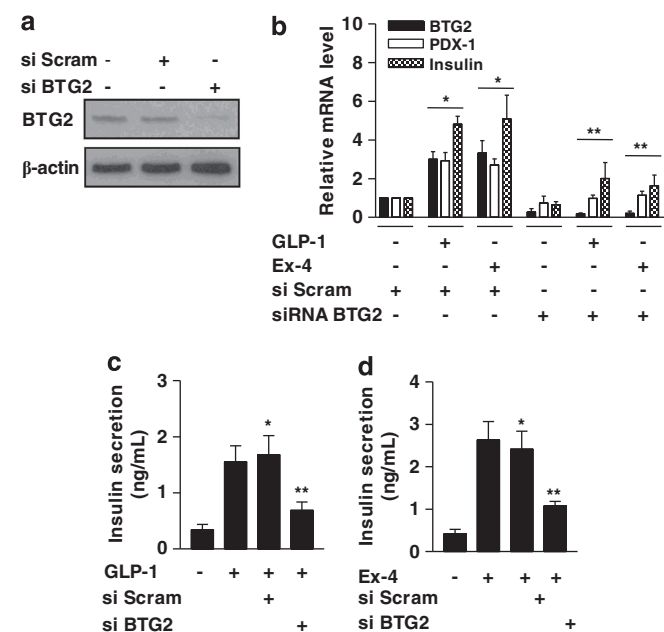 a
si Scram - + -
si BTG2 - - +
BTG2
β-actin
b
Relative mRNA level
10
8
6
4
2
0
BTG2
PDX-1
Insulin
*
*
**
**
GLP-1 - + - - + -
Ex-4 - - + - - +
si Scram + + + - - -
siRNA BTG2 - - - + + +
c
Insulin secretion
(ng/mL)
3
2
1
0
*
**
GLP-1 - + + +
si Scram +
si BTG2 +
d
Insulin secretion
(ng/mL)
4
3
2
1
0
*
**
Ex-4 - + + +
si Scram +
si BTG2 +